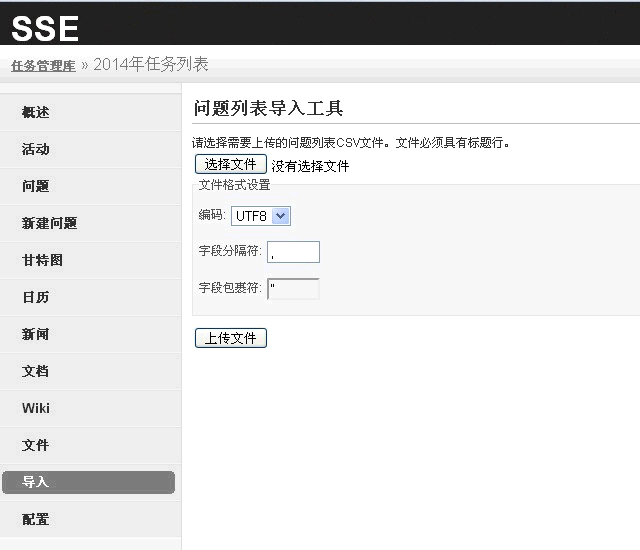 SSE
任务管理库 » 2014年任务列表
概述
活动
问题
新建问题
甘特图
日历
新闻
文档
Wiki
文件
导入
配置
问题列表导入工具
请选择需要上传的问题列表CSV文件。文件必须具有标题行。
选择文件 没有选择文件
文件格式设置
编码: UTF8
字段分隔符: ,
字段包裹符: "
上传文件